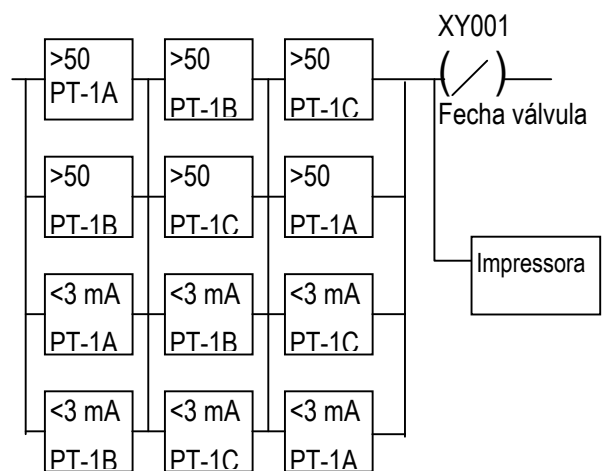 XY001
>50
PT-1A
>50
PT-1B
>50
PT-1C
Fecha válvula
>50
PT-1B
>50
PT-1C
>50
PT-1A
Impressora
<3 mA
PT-1A
<3 mA
PT-1B
<3 mA
PT-1C
<3 mA
PT-1B
<3 mA
PT-1C
<3 mA
PT-1A